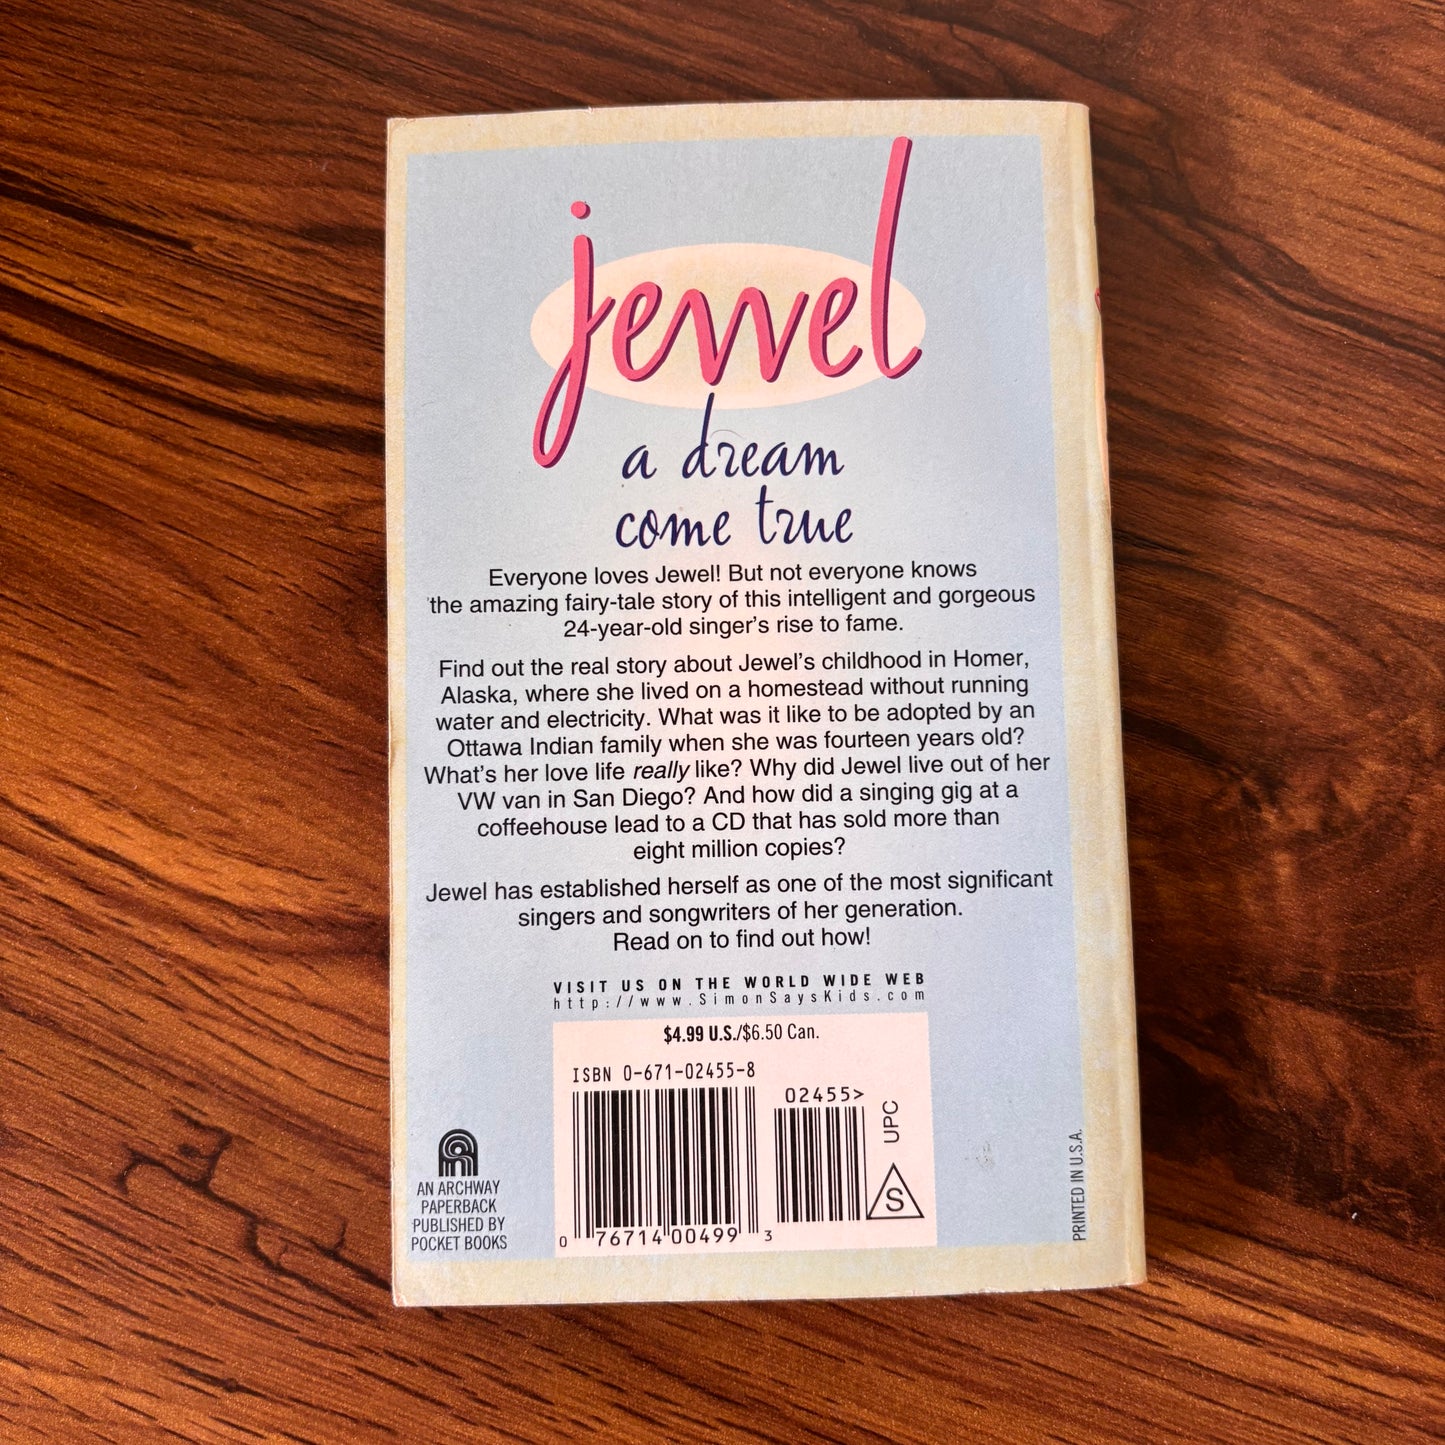 jewel
a dream
come true
Everyone loves Jewel! But not everyone knows
the amazing fairy-tale story of this intelligent and gorgeous
24-year-old singer's rise to fame.
Find out the real story about Jewel's childhood in Homer,
Alaska, where she lived on a homestead without running
water and electricity. What was it like to be adopted by an
Ottawa Indian family when she was fourteen years old?
What's her love life really like? Why did Jewel live out of her
VW van in San Diego? And how did a singing gig at a
coffeehouse lead to a CD that has sold more than
eight million copies?
Jewel has established herself as one of the most significant
singers and songwriters of her generation.
Read on to find out how!
VISIT US ON THE WORLD WIDE WEB
http://www.SimonSaysKids.com
$4.99 U.S./$6.50 Can.
ISBN 0-671-02455-8
02455>
UPC
S
0 76714 00499 3
AN ARCHWAY
PAPERBACK
PUBLISHED BY
POCKET BOOKS
PRINTED IN U.S.A.